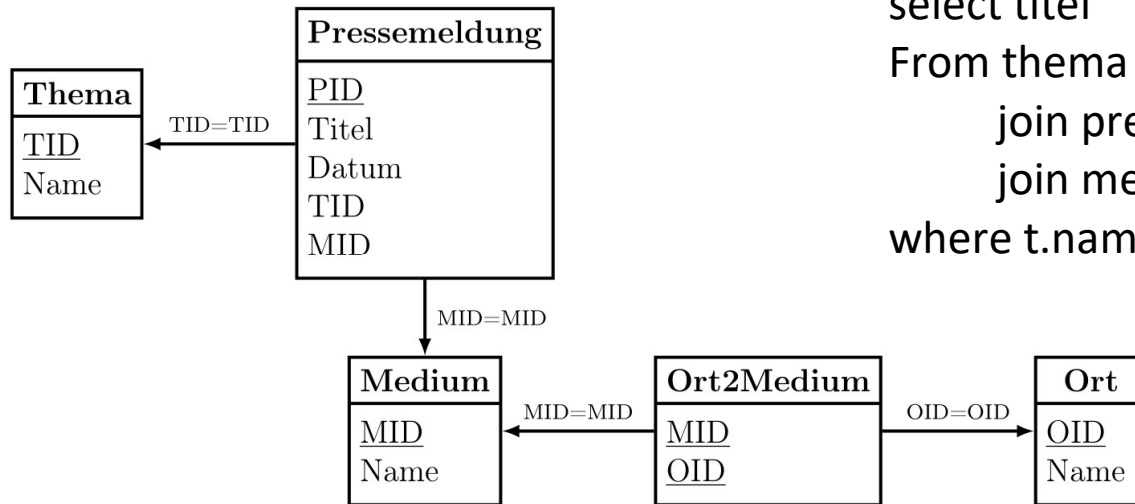 Pressemeldung
PID
Titel
Datum
TID
MID
Thema
TID
Name
TID=TID
MID=MID
Medium
MID
Name
MID=MID
Ort2Medium
MID
OID
OID=OID
Ort
OID
Name
select titel
From thema
join pre
join me
where t.nam